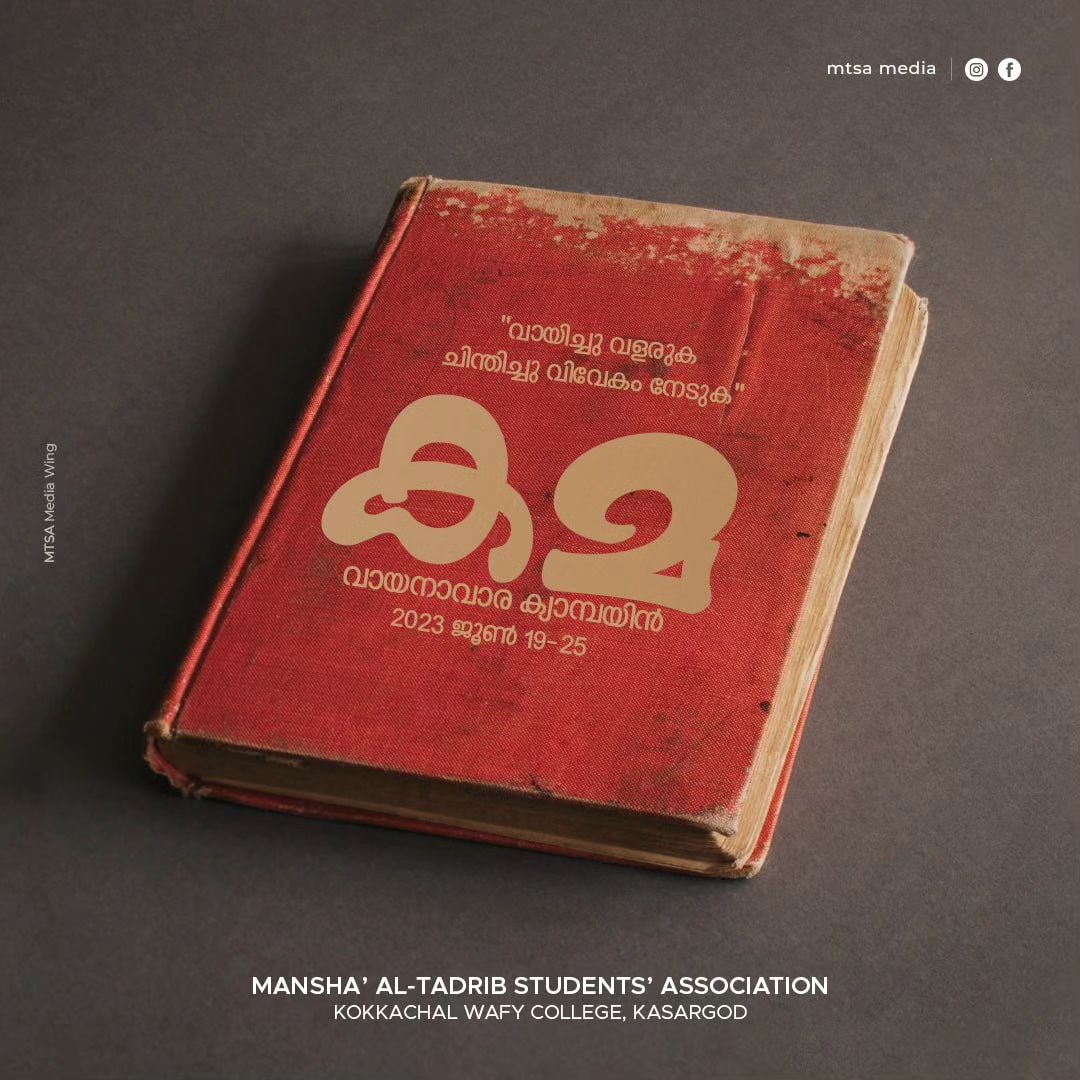 mtsa media
"വായിച്ചു വളരുക
ചിന്തിച്ചു വിവേകം നേടുക"
കമ
വായനാവാര ക്യാമ്പയിൻ
2023 ജൂൺ 19-25
MTSA Media Wing
MANSHA’ AL-TADRIB STUDENTS’ ASSOCIATION
KOKKACHAL WAFY COLLEGE, KASARGOD